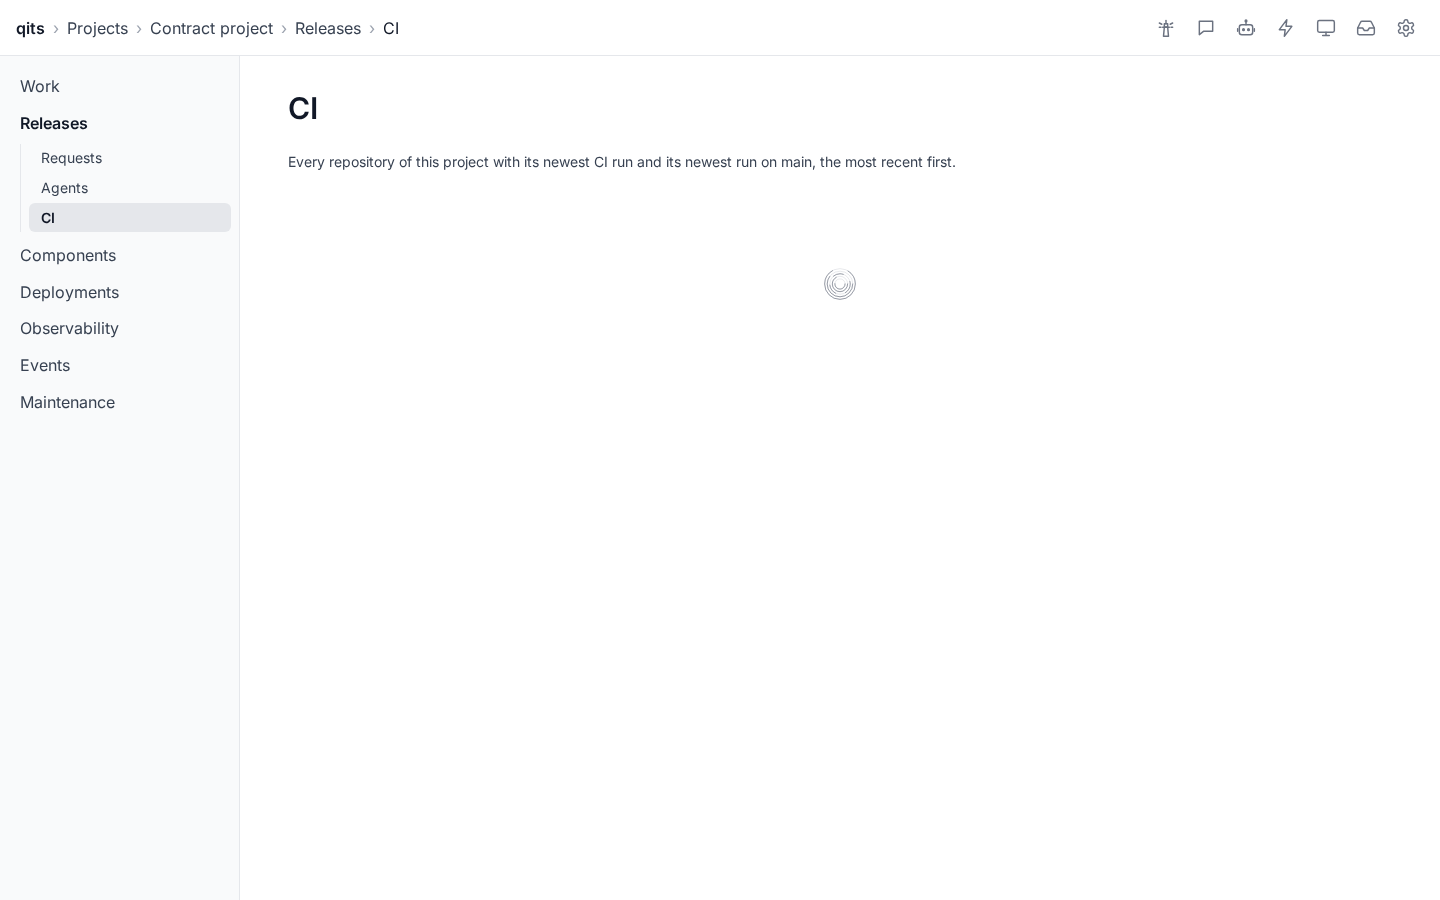 qits › Projects › Contract project › Releases › CI
Work
Releases
Requests
Agents
CI
Components
Deployments
Observability
Events
Maintenance
CI
Every repository of this project with its newest CI run and its newest run on main, the most recent first.